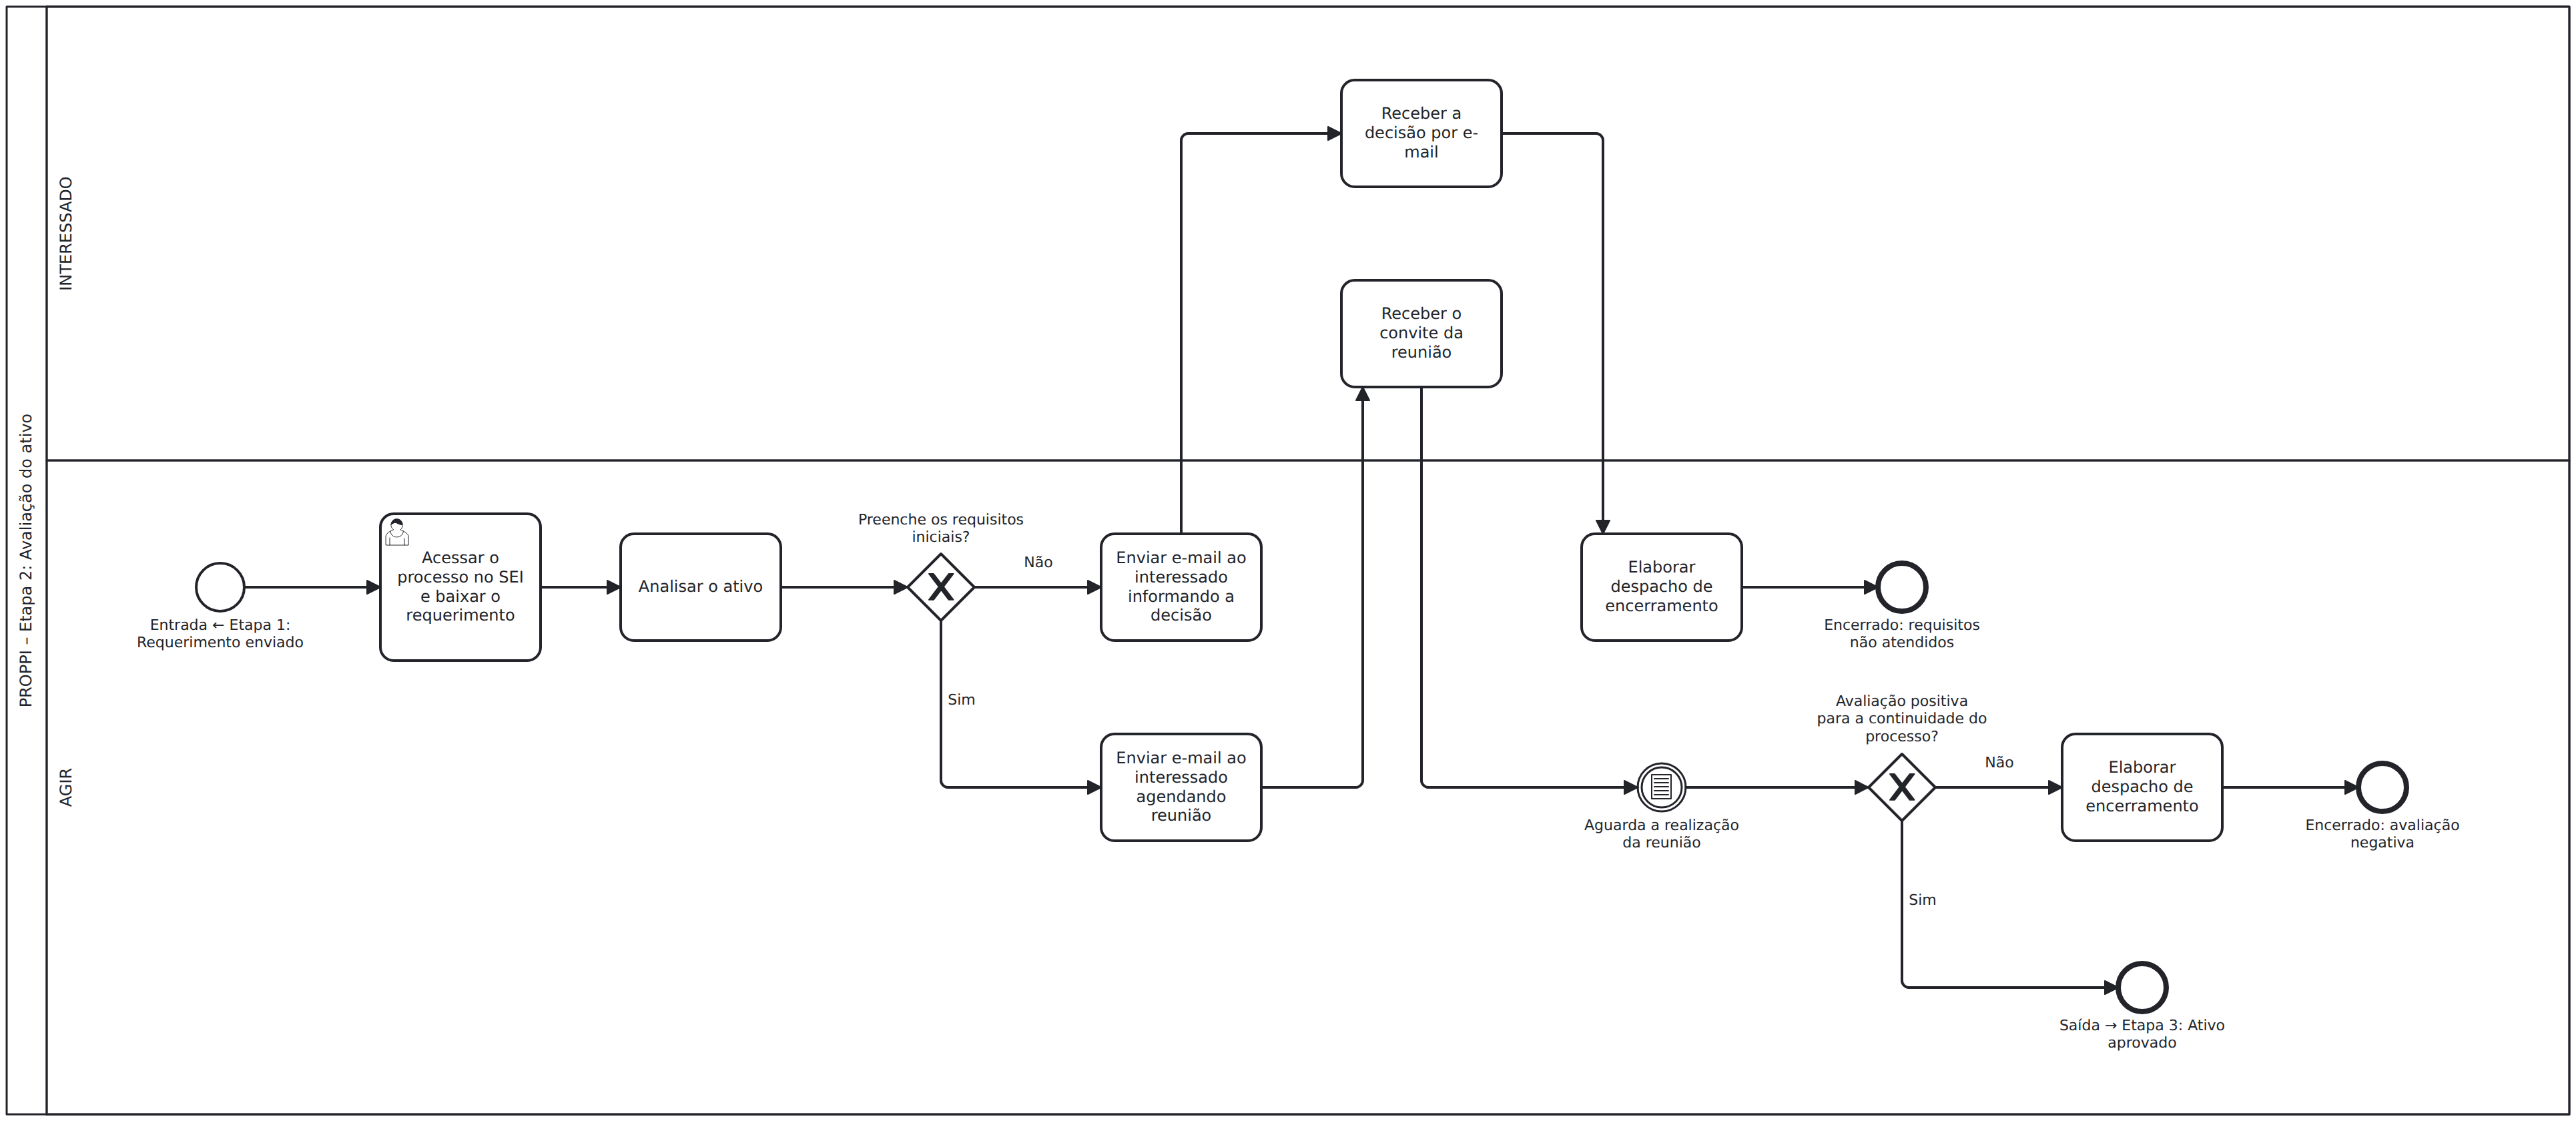 PROPPI – Etapa 2: Avaliação do ativo
INTERESSADO
Receber a
decisão por e-
mail
Receber o
convite da
reunião
AGIR
Entrada ← Etapa 1:
Requerimento enviado
Acessar o
processo no SEI
e baixar o
requerimento
Analisar o ativo
Preenche os requisitos
iniciais?
Não
Sim
Enviar e-mail ao
interessado
informando a
decisão
Enviar e-mail ao
interessado
agendando
reunião
Elaborar
despacho de
encerramento
Encerrado: requisitos
não atendidos
Aguarda a realização
da reunião
Avaliação positiva
para a continuidade do
processo?
Não
Sim
Elaborar
despacho de
encerramento
Encerrado: avaliação
negativa
Saída → Etapa 3: Ativo
aprovado